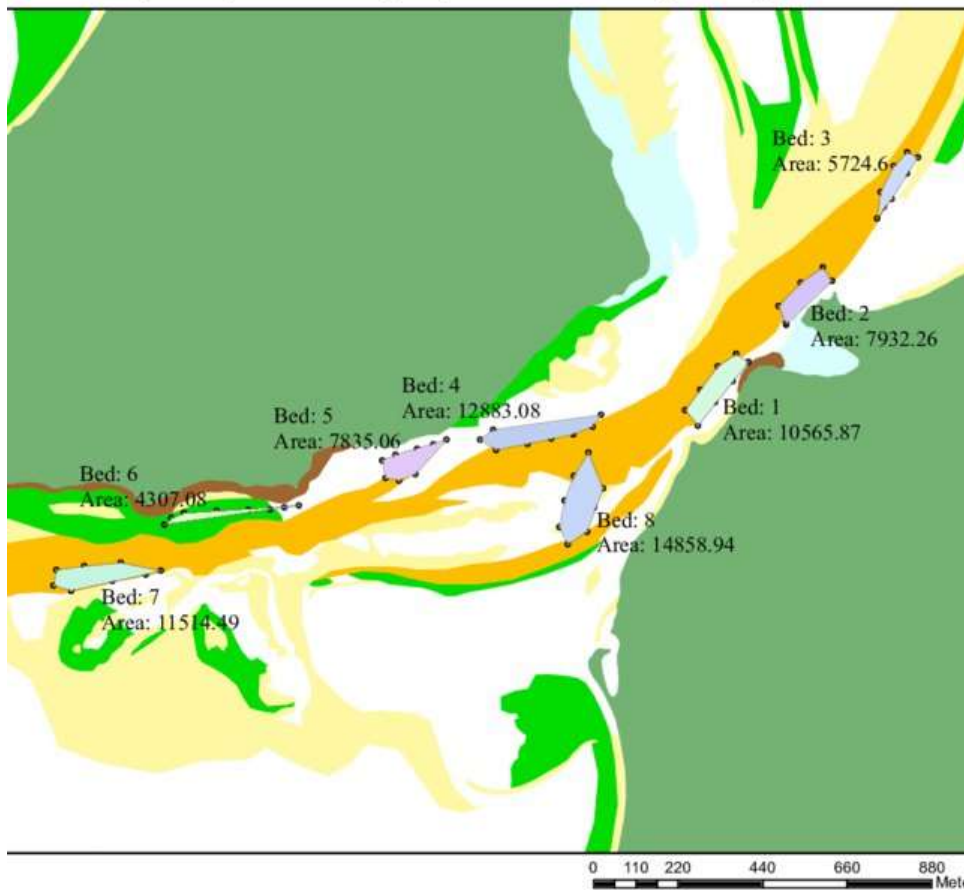 Bed: 3
Area: 5724.6
Bed: 2
Area: 7932.26
Bed: 4
Area: 12883.08
Bed: 1
Area: 10565.87
Bed: 5
Area: 7835.06
Bed: 6
Area: 4307.08
Bed: 8
Area: 14858.94
Bed: 7
Area: 11514.49
0 110 220 440 660 880